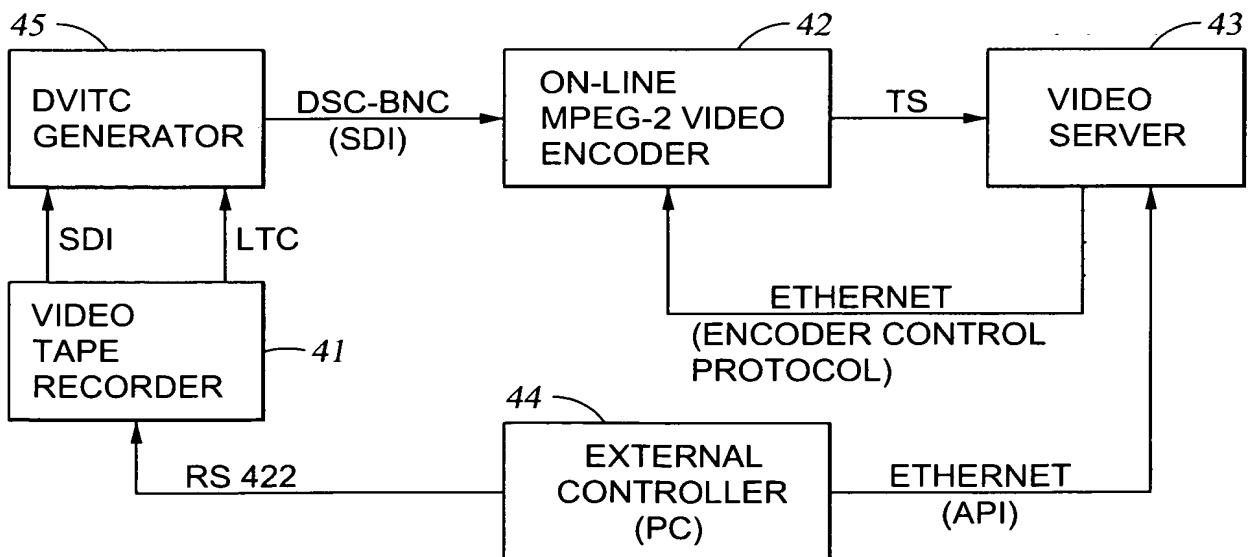 45
42
43
DVITC
GENERATOR
DSC-BNC
(SDI)
ON-LINE
MPEG-2 VIDEO
ENCODER
TS
VIDEO
SERVER
SDI
LTC
VIDEO
TAPE
RECORDER
41
ETHERNET
(ENCODER CONTROL
PROTOCOL)
44
RS 422
EXTERNAL
CONTROLLER
(PC)
ETHERNET
(API)